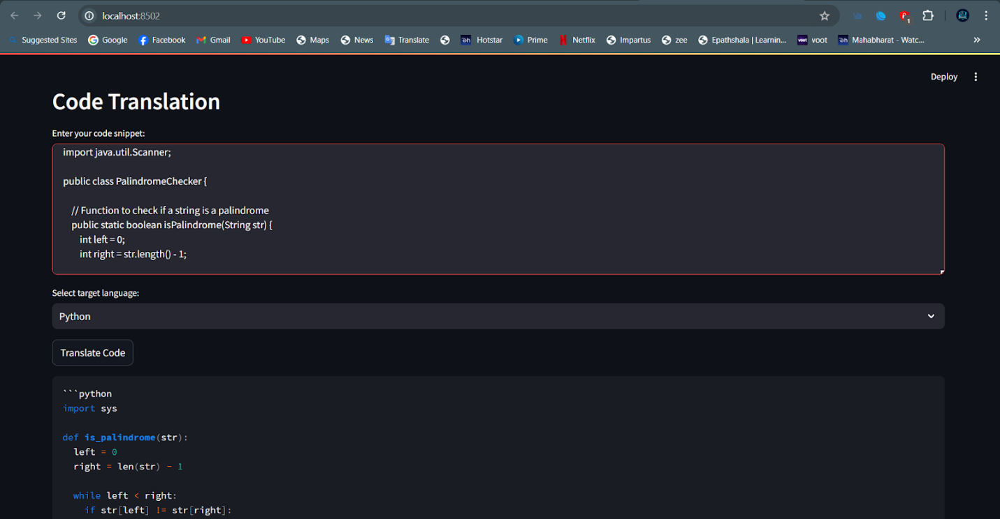 localhost:8502
1
Suggested Sites Google Facebook Gmail YouTube Maps News Translate Hotstar Prime Netflix Impartus zee Epathshala | Learnin... voot voot Mahabharat - Watc... »
Deploy
Code Translation
Enter your code snippet:
import java.util.Scanner;
public class PalindromeChecker {
// Function to check if a string is a palindrome
public static boolean isPalindrome(String str) {
int left = 0;
int right = str.length() - 1;
Select target language:
Python
Translate Code
```python
import sys
def is_palindrome(str):
left = 0
right = len(str) - 1
while left < right:
if str[left] != str[right]: